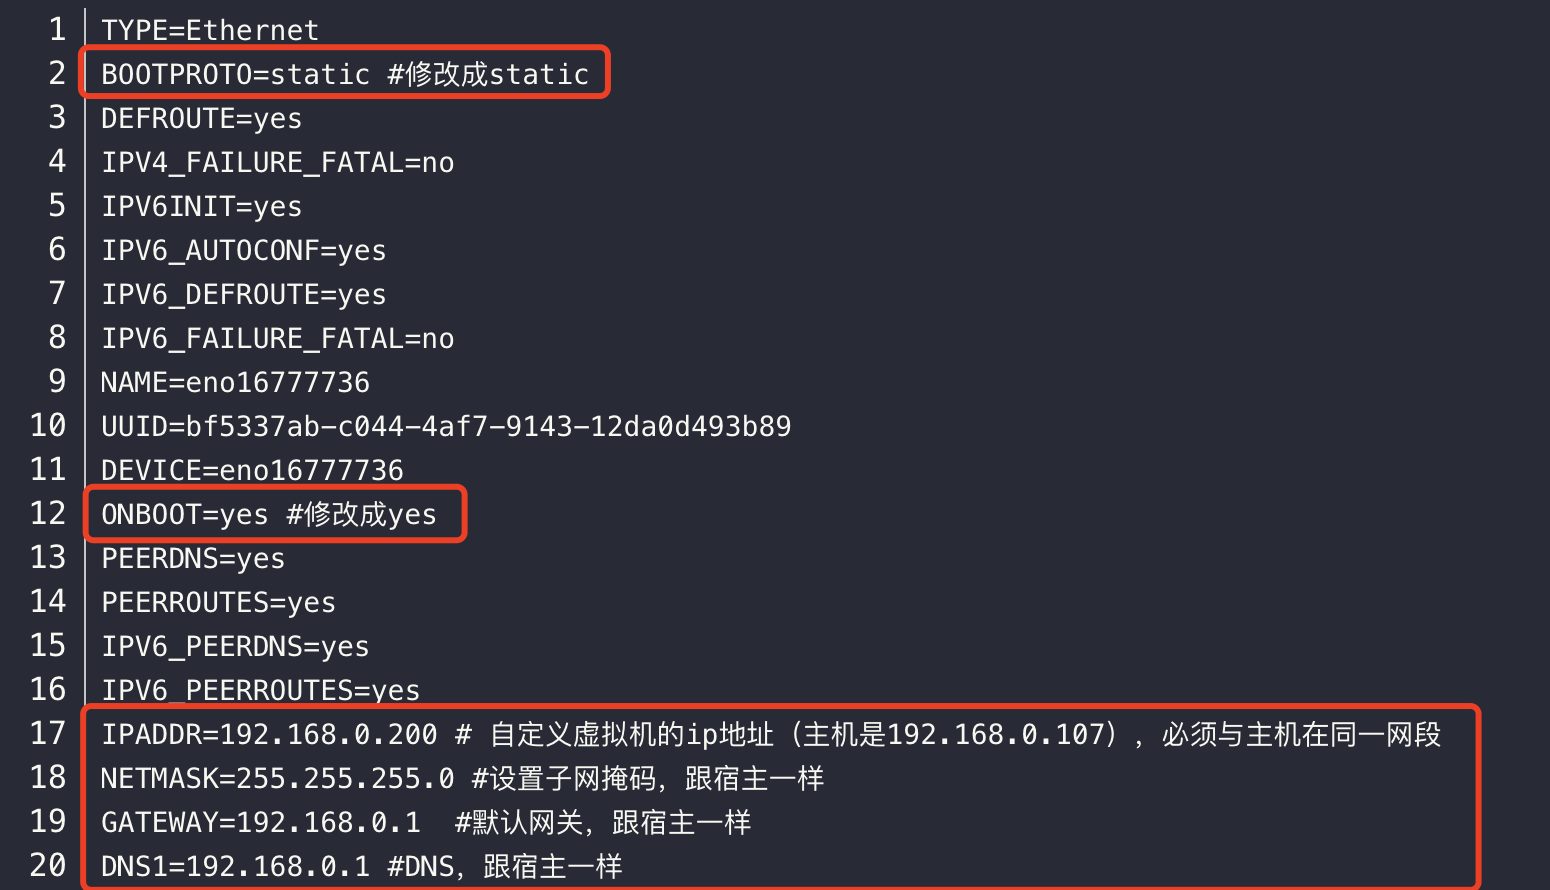 1 TYPE=Ethernet
2 BOOTPROTO=static #修改成static
3 DEFROUTE=yes
4 IPV4_FAILURE_FATAL=no
5 IPV6INIT=yes
6 IPV6_AUTOCONF=yes
7 IPV6_DEFROUTE=yes
8 IPV6_FAILURE_FATAL=no
9 NAME=eno16777736
10 UUID=bf5337ab-c044-4af7-9143-12da0d493b89
11 DEVICE=eno16777736
12 ONBOOT=yes #修改成yes
13 PEERDNS=yes
14 PEERROUTES=yes
15 IPV6_PEERDNS=yes
16 IPV6_PEERROUTES=yes
17 IPADDR=192.168.0.200 # 自定义虚拟机的ip地址（主机是192.168.0.107），必须与主机在同一网段
18 NETMASK=255.255.255.0 #设置子网掩码，跟宿主一样
19 GATEWAY=192.168.0.1  #默认网关，跟宿主一样
20 DNS1=192.168.0.1 #DNS，跟宿主一样